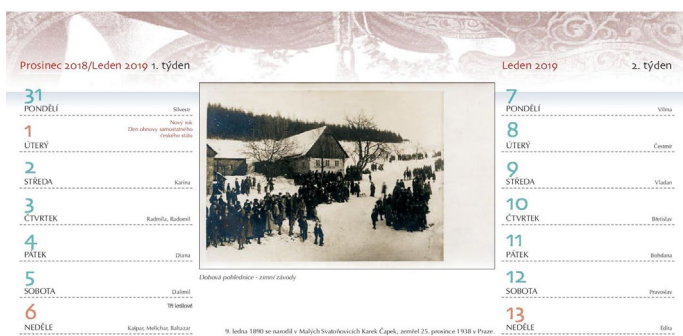 Prosinec 2018/Leden 2019 1. týden
31
PONDĚLÍ Silvestr
1 Nový rok
Den obnovy samostatného
českého státu
ÚTERÝ
2
STŘEDA Karina
3
ČTVRTEK Radmila, Radomil
4
PÁTEK Diana
5
SOBOTA Dalimil
6 Tři králové
NEDĚLE Kašpar, Melichar, Baltazar
Dobová pohlednice - zimní závody
9. ledna 1890 se narodil v Malých Svatoňovicích Karek Čapek, zemřel 25. prosince 1938 v Praze.
Leden 2019 2. týden
7
PONDĚLÍ Vilma
8
ÚTERÝ Čestmír
9
STŘEDA Vladan
10
ČTVRTEK Břetislav
11
PÁTEK Bohdana
12
SOBOTA Pravoslav
13
NEDĚLE Edita